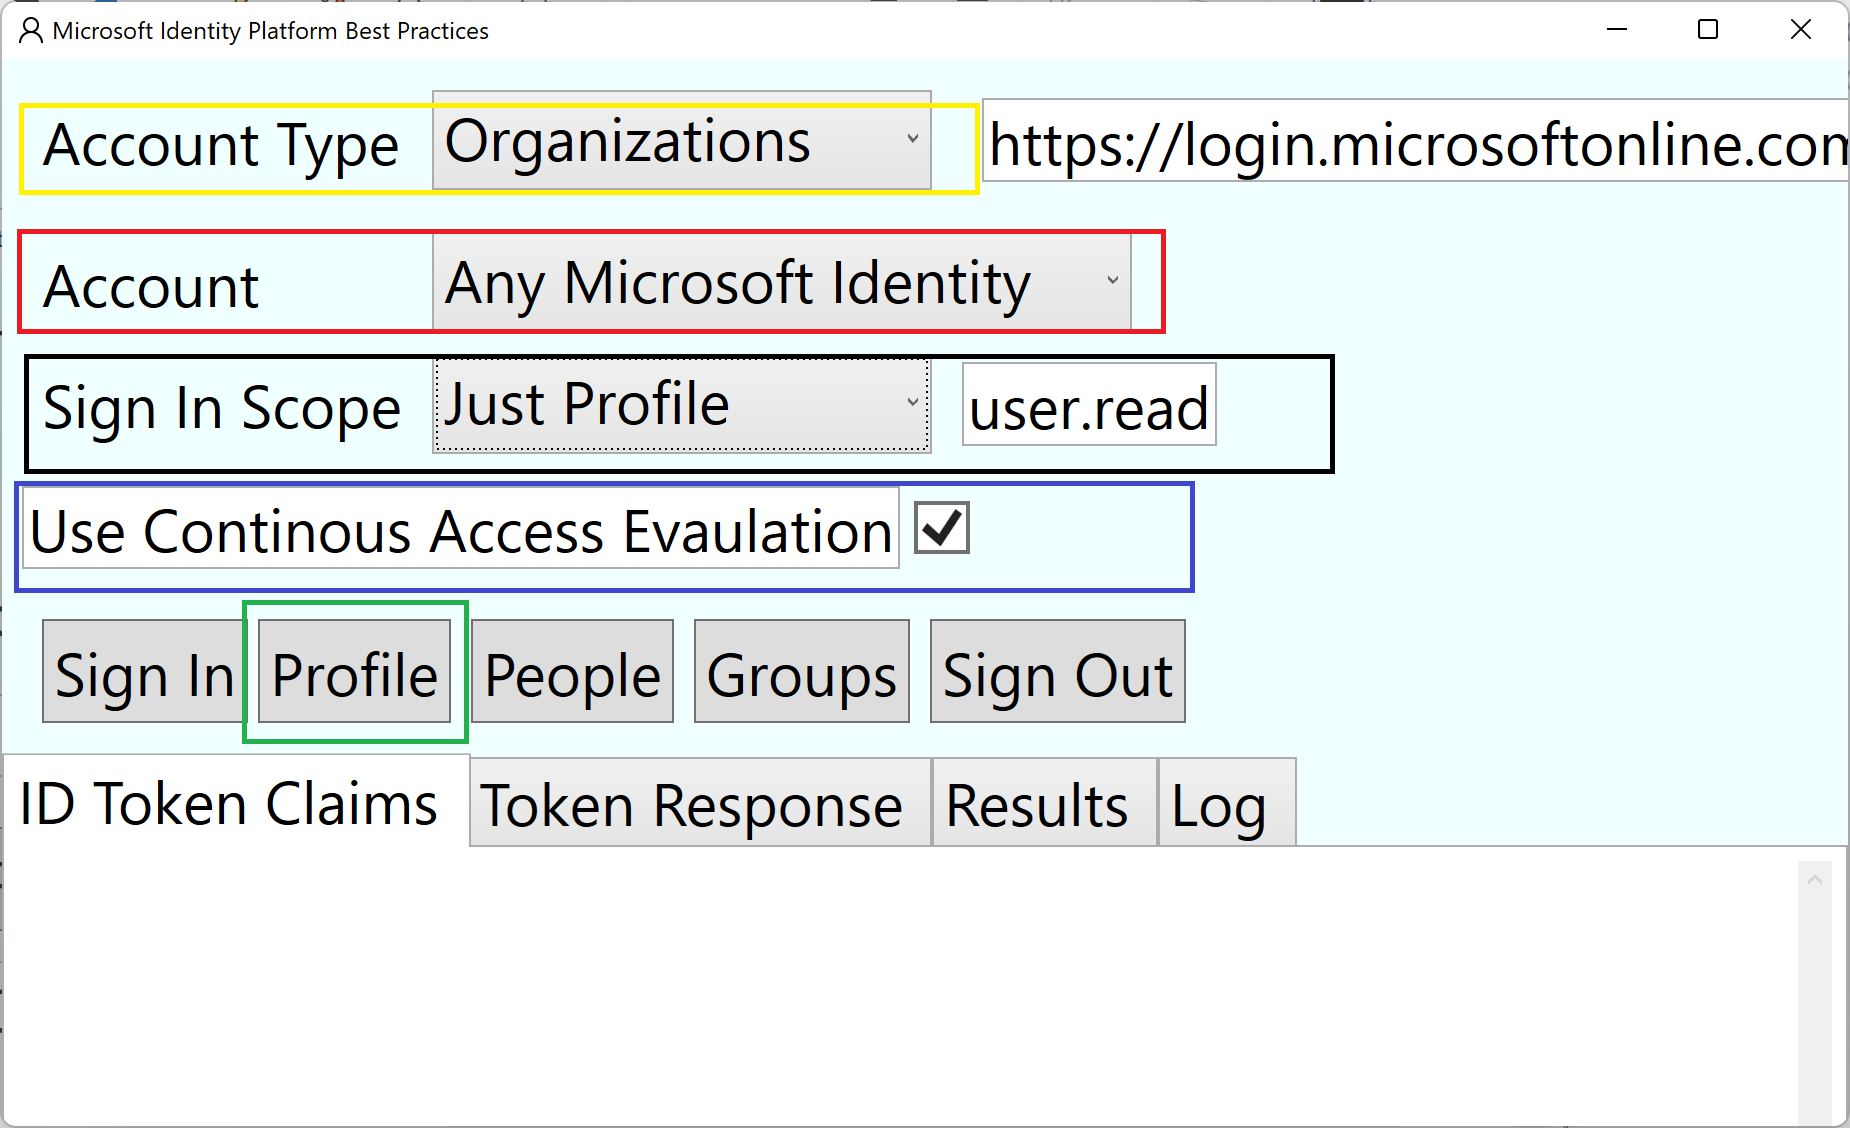 Microsoft Identity Platform Best Practices
Account Type Organizations https://login.microsoftonline.com
Account Any Microsoft Identity
Sign In Scope Just Profile user.read
Use Continous Access Evaulation
Sign In Profile People Groups Sign Out
ID Token Claims Token Response Results Log